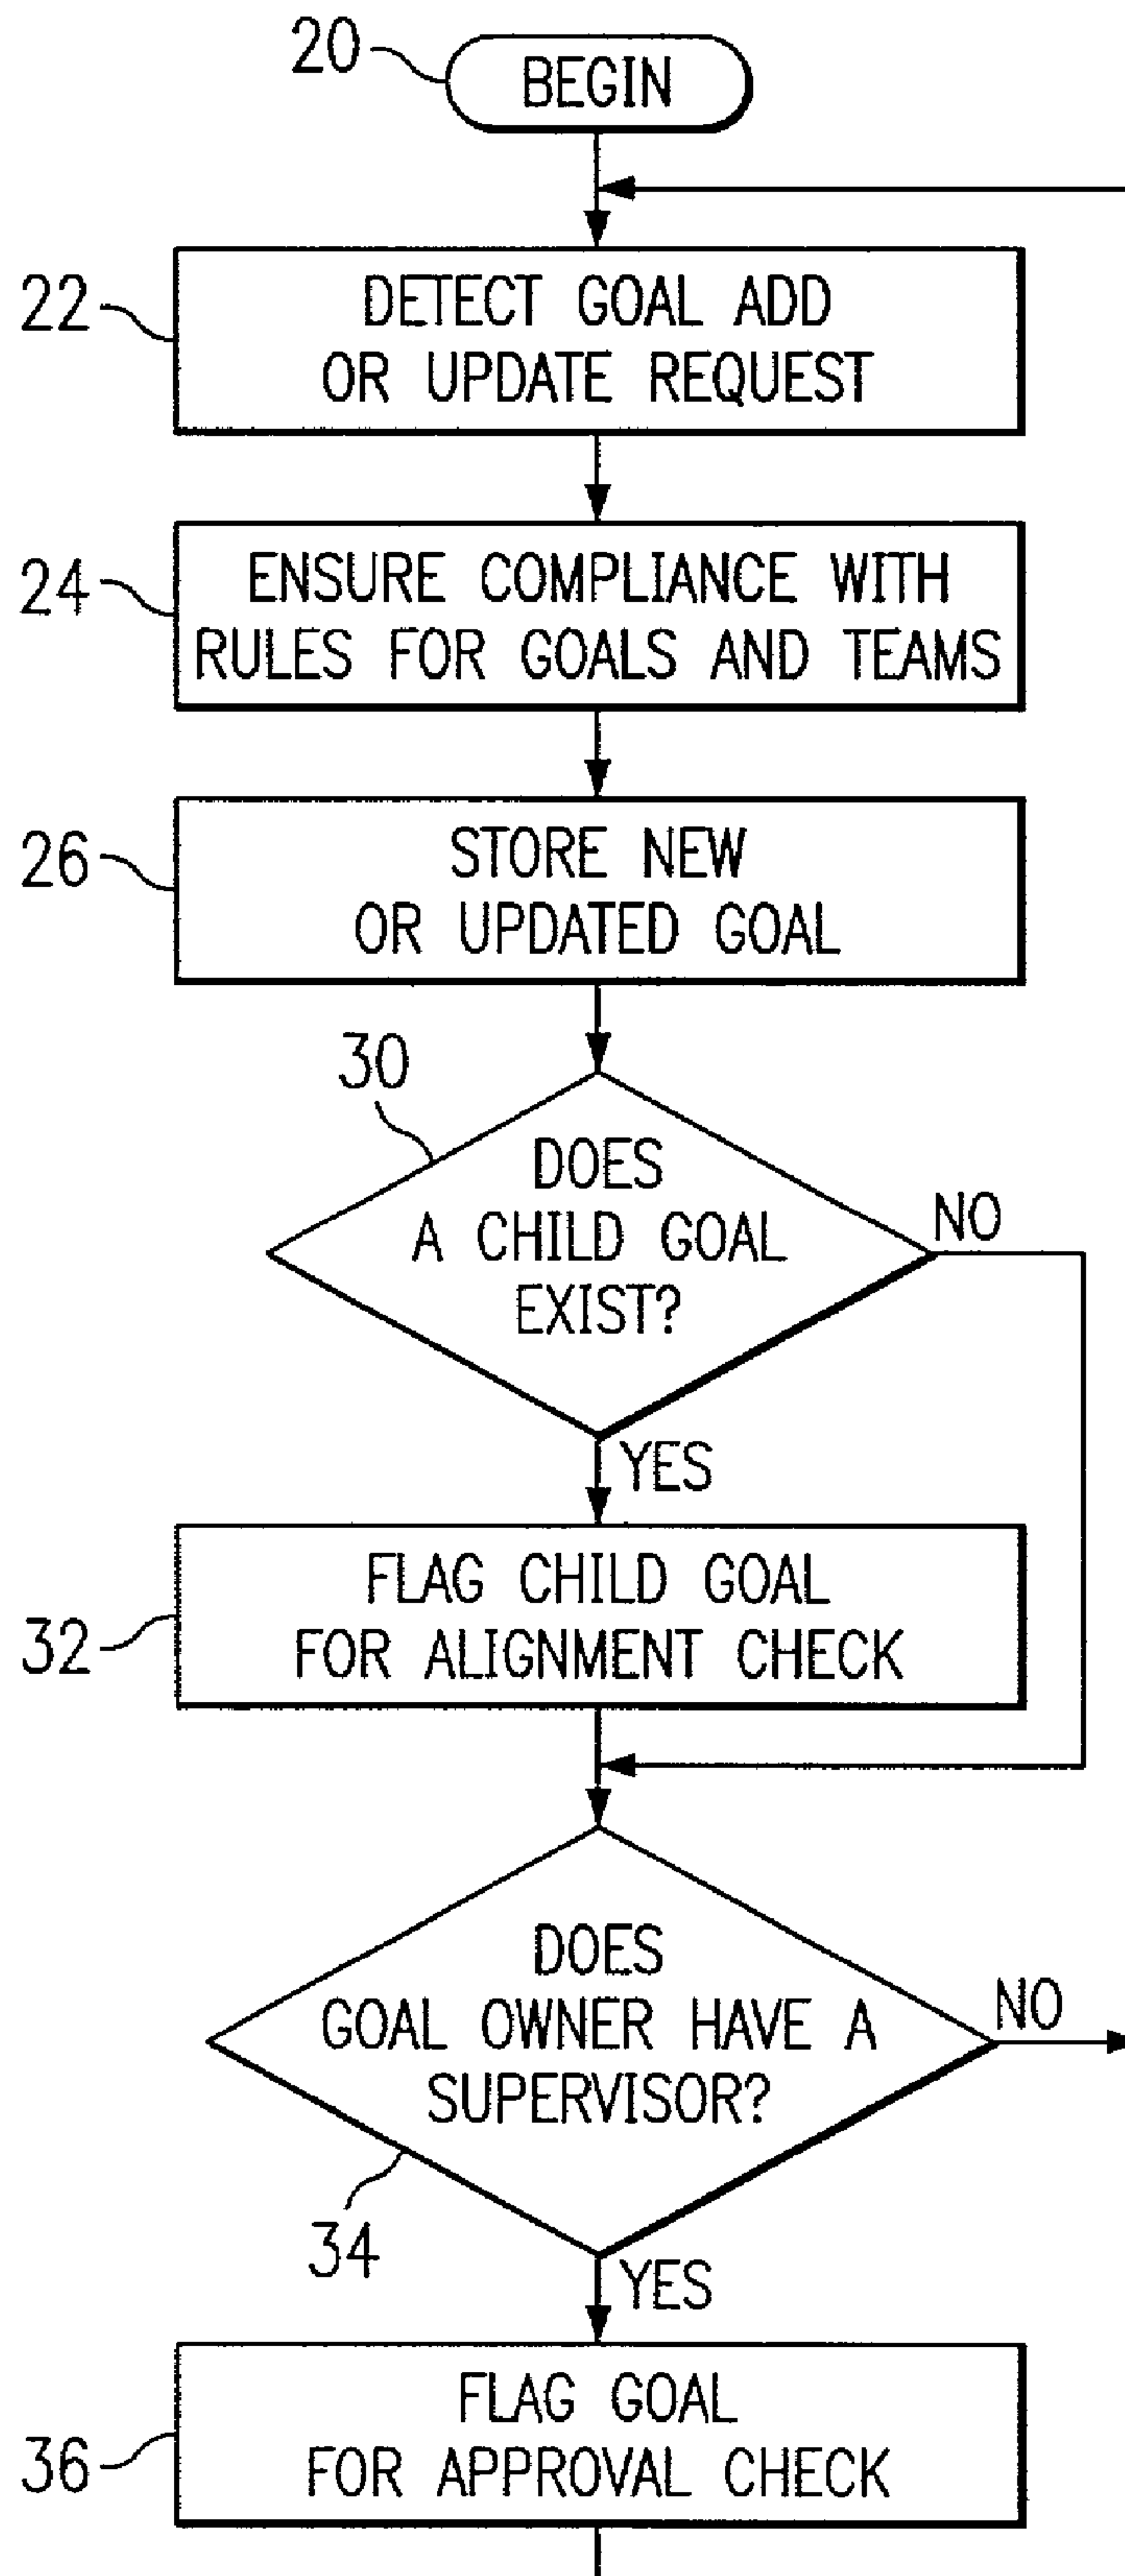 20
BEGIN
22
DETECT GOAL ADD
OR UPDATE REQUEST
24
ENSURE COMPLIANCE WITH
RULES FOR GOALS AND TEAMS
26
STORE NEW
OR UPDATED GOAL
30
DOES
A CHILD GOAL
EXIST?
NO
YES
32
FLAG CHILD GOAL
FOR ALIGNMENT CHECK
DOES
GOAL OWNER HAVE A
SUPERVISOR?
NO
34
YES
36
FLAG GOAL
FOR APPROVAL CHECK